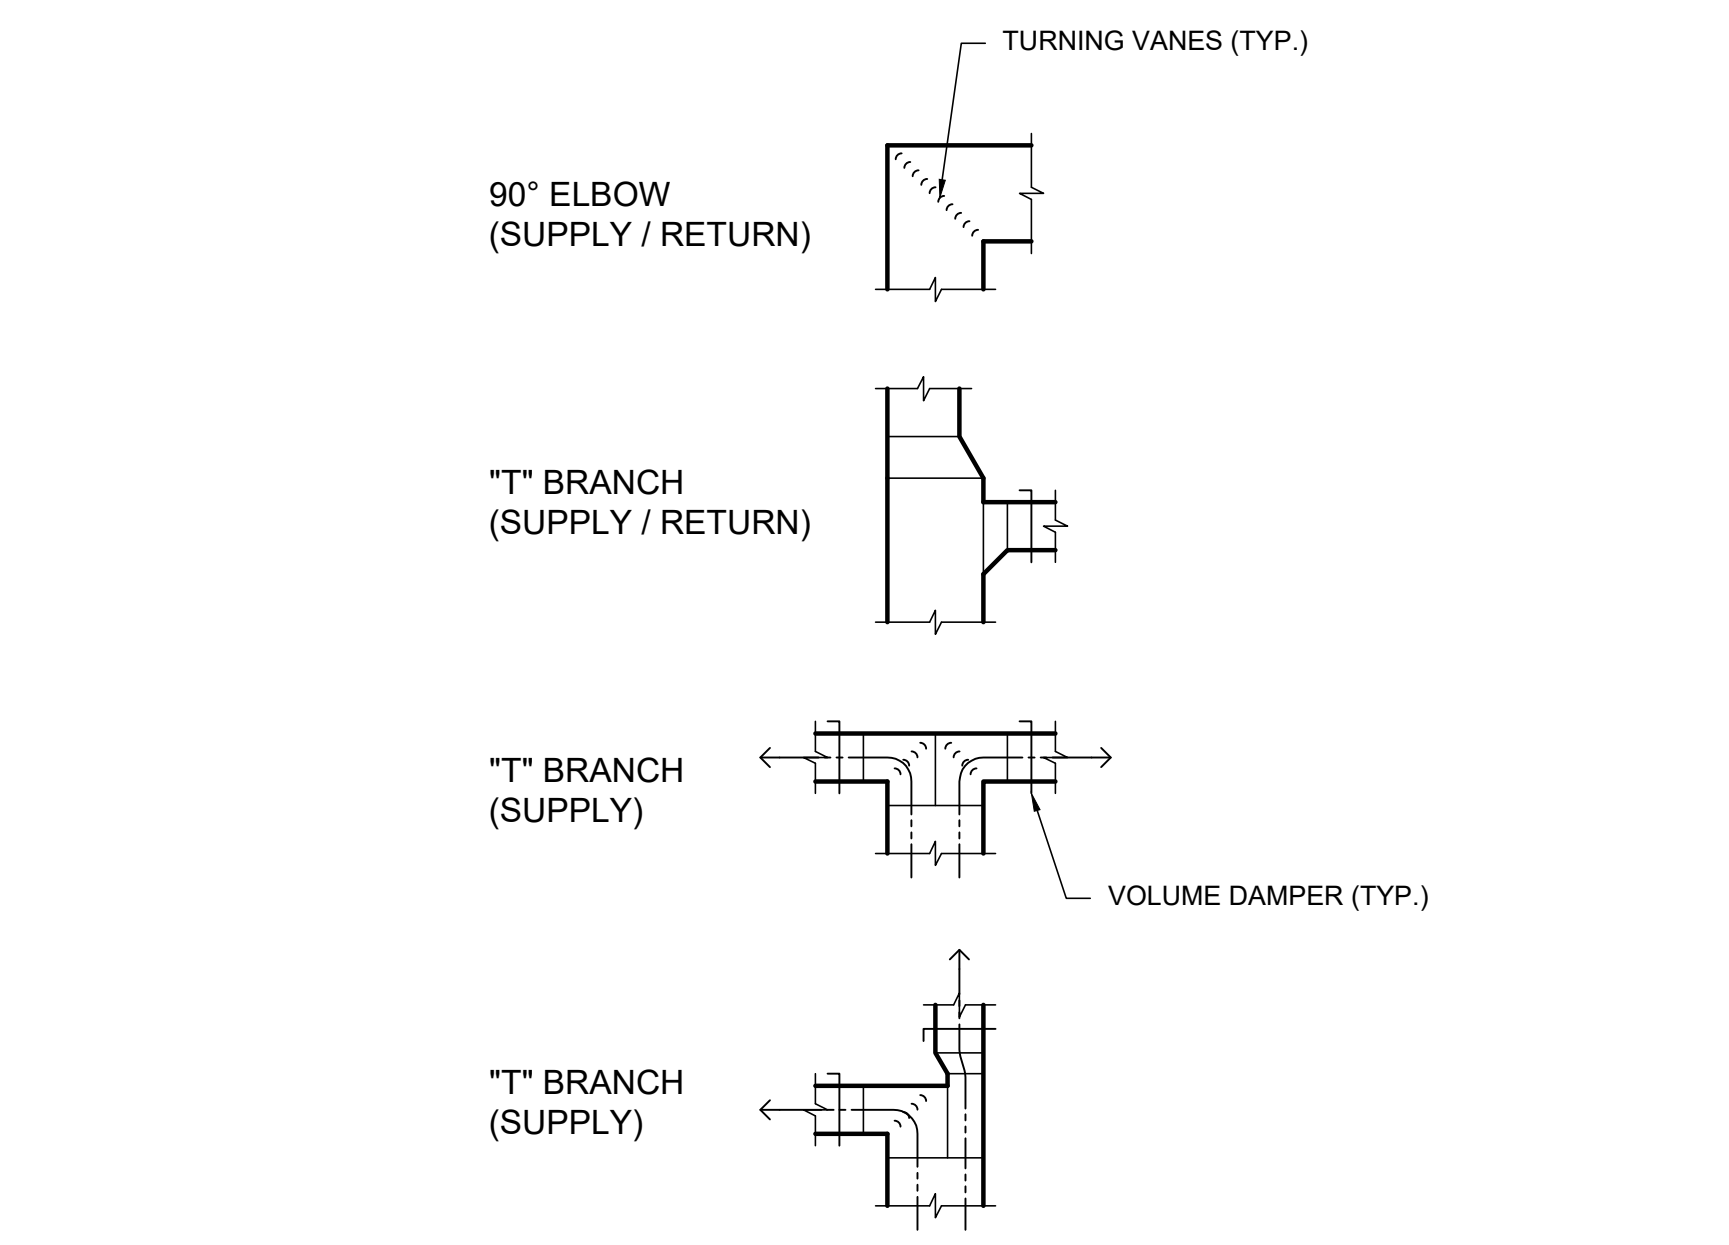 TURNING VANES (TYP.)
90° ELBOW
(SUPPLY / RETURN)
"T" BRANCH
(SUPPLY / RETURN)
"T" BRANCH
(SUPPLY)
VOLUME DAMPER (TYP.)
"T" BRANCH
(SUPPLY)